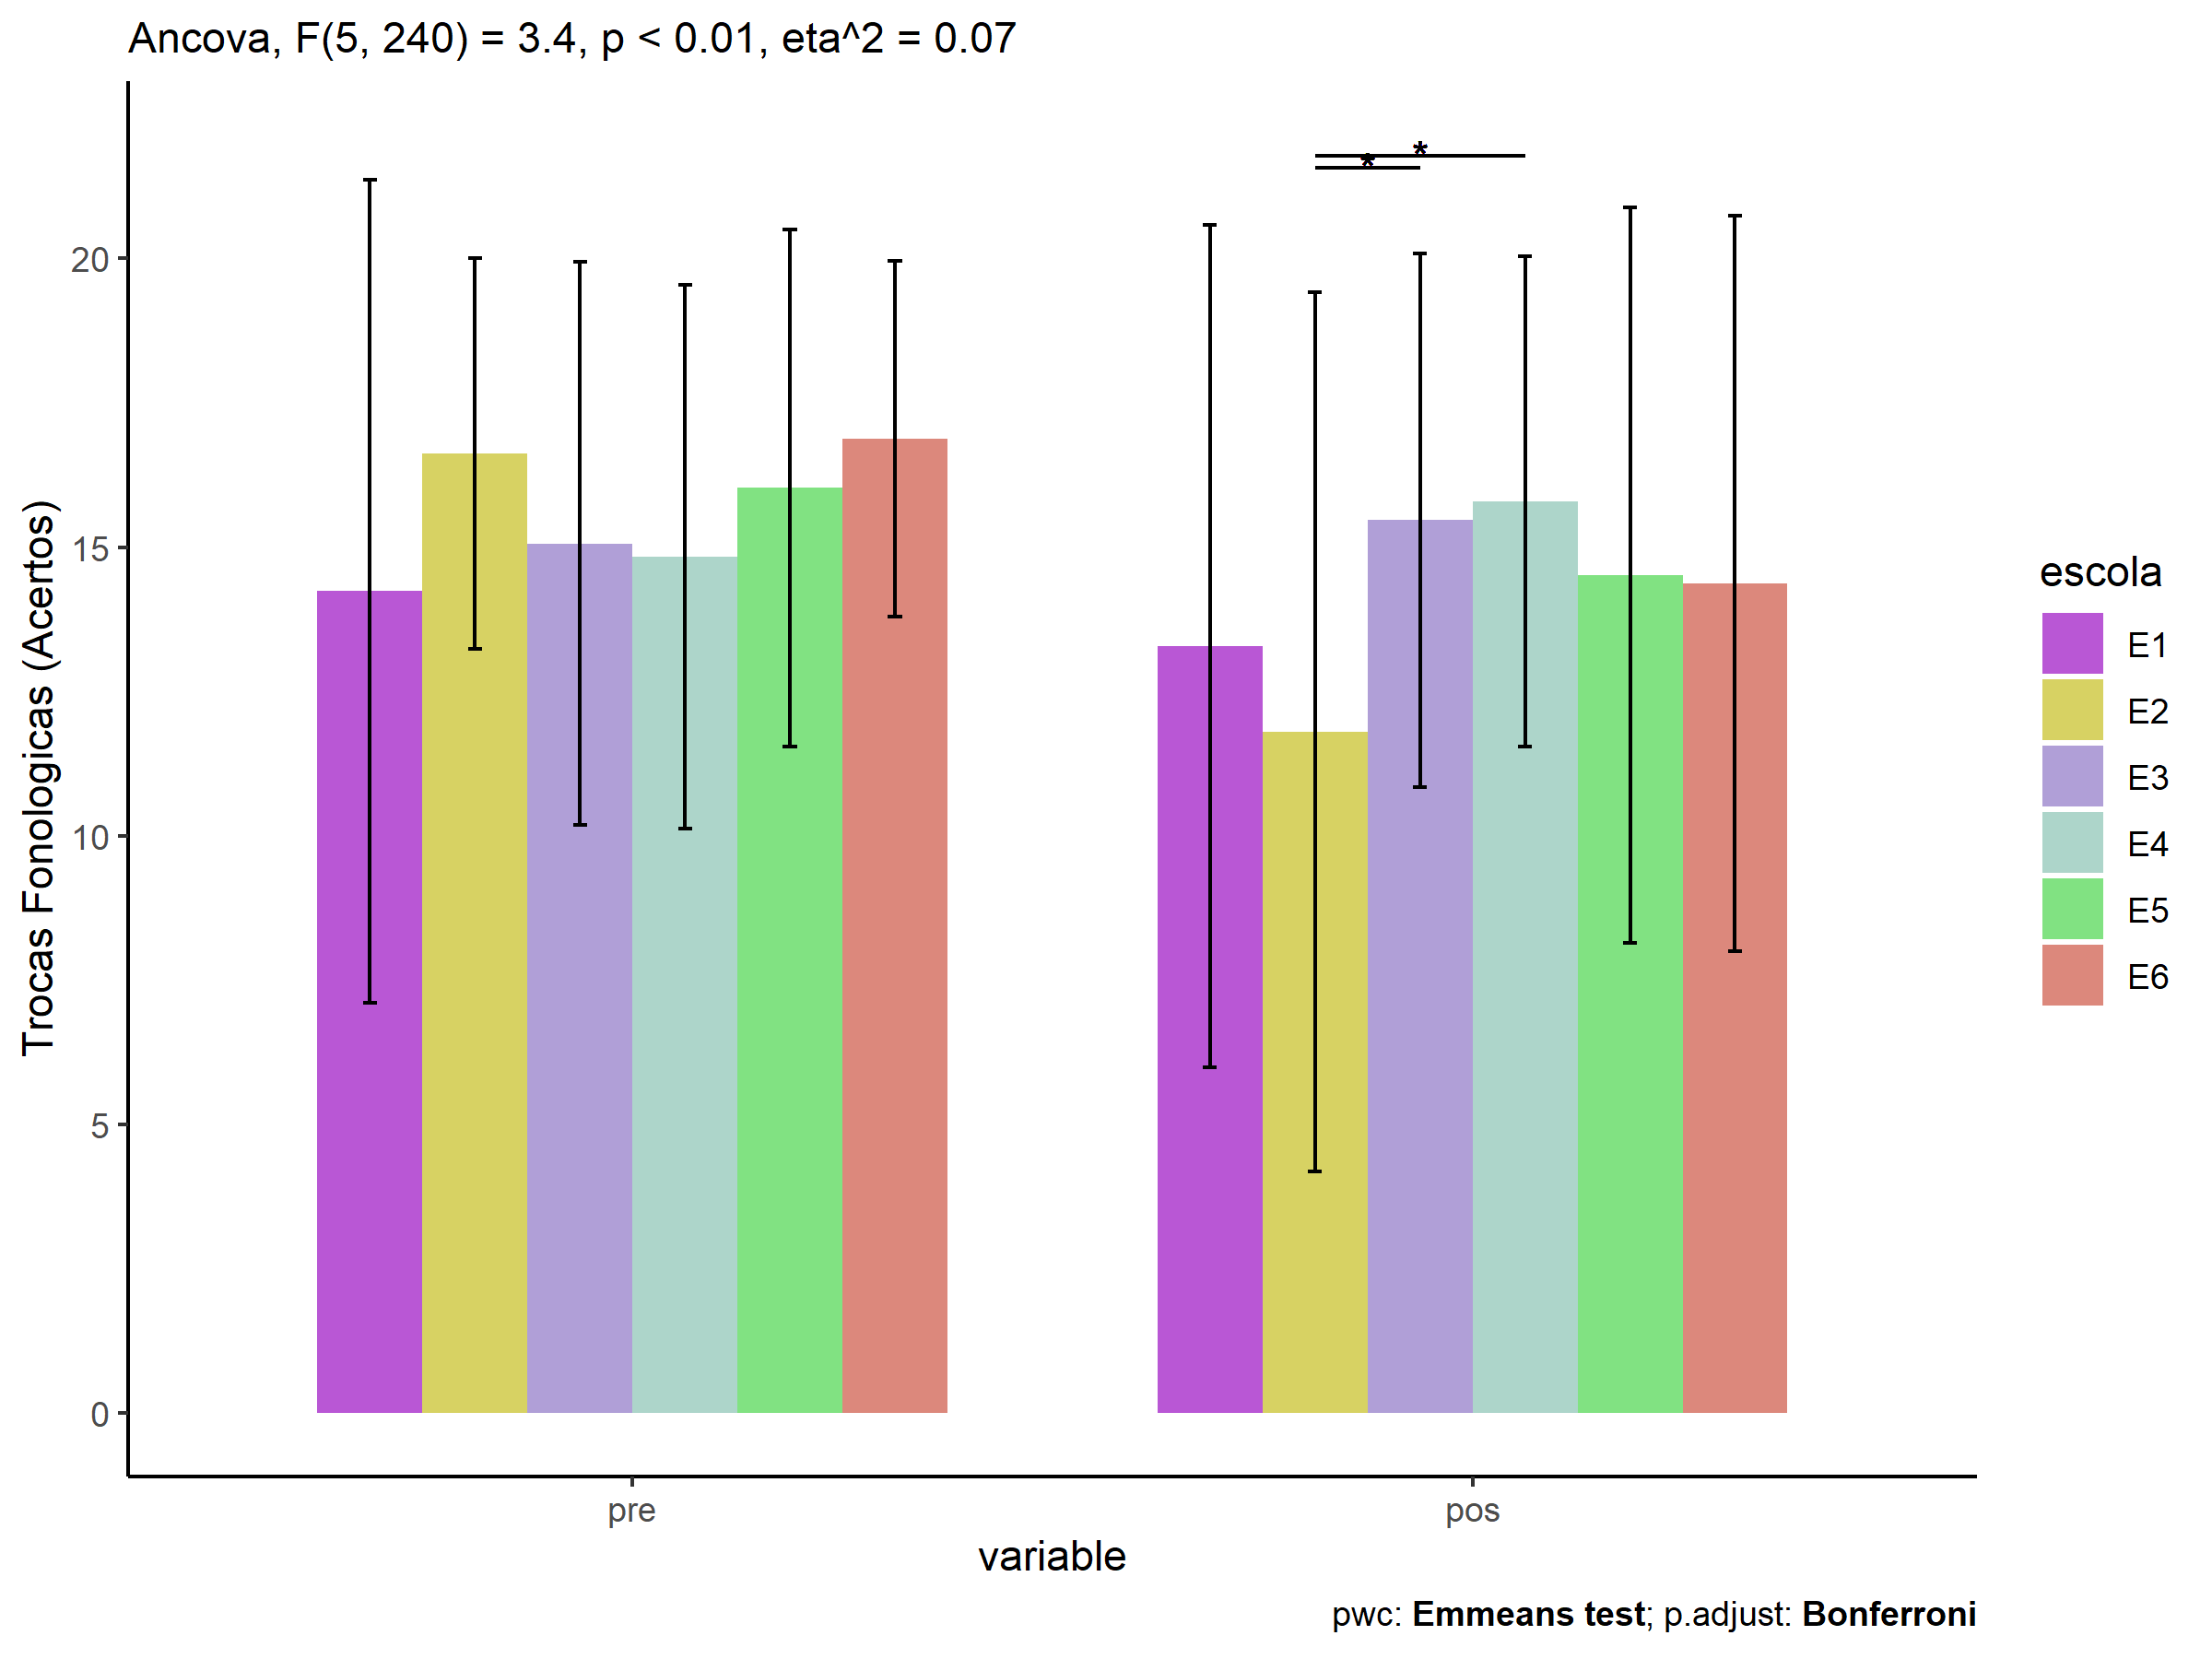 Ancova, F(5, 240) = 3.4, p < 0.01, eta^2 = 0.07
Trocas Fonologicas (Acertos)
20
15
10
5
0
*
*
pre
pos
variable
escola
E1
E2
E3
E4
E5
E6
pwc: Emmeans test; p.adjust: Bonferroni